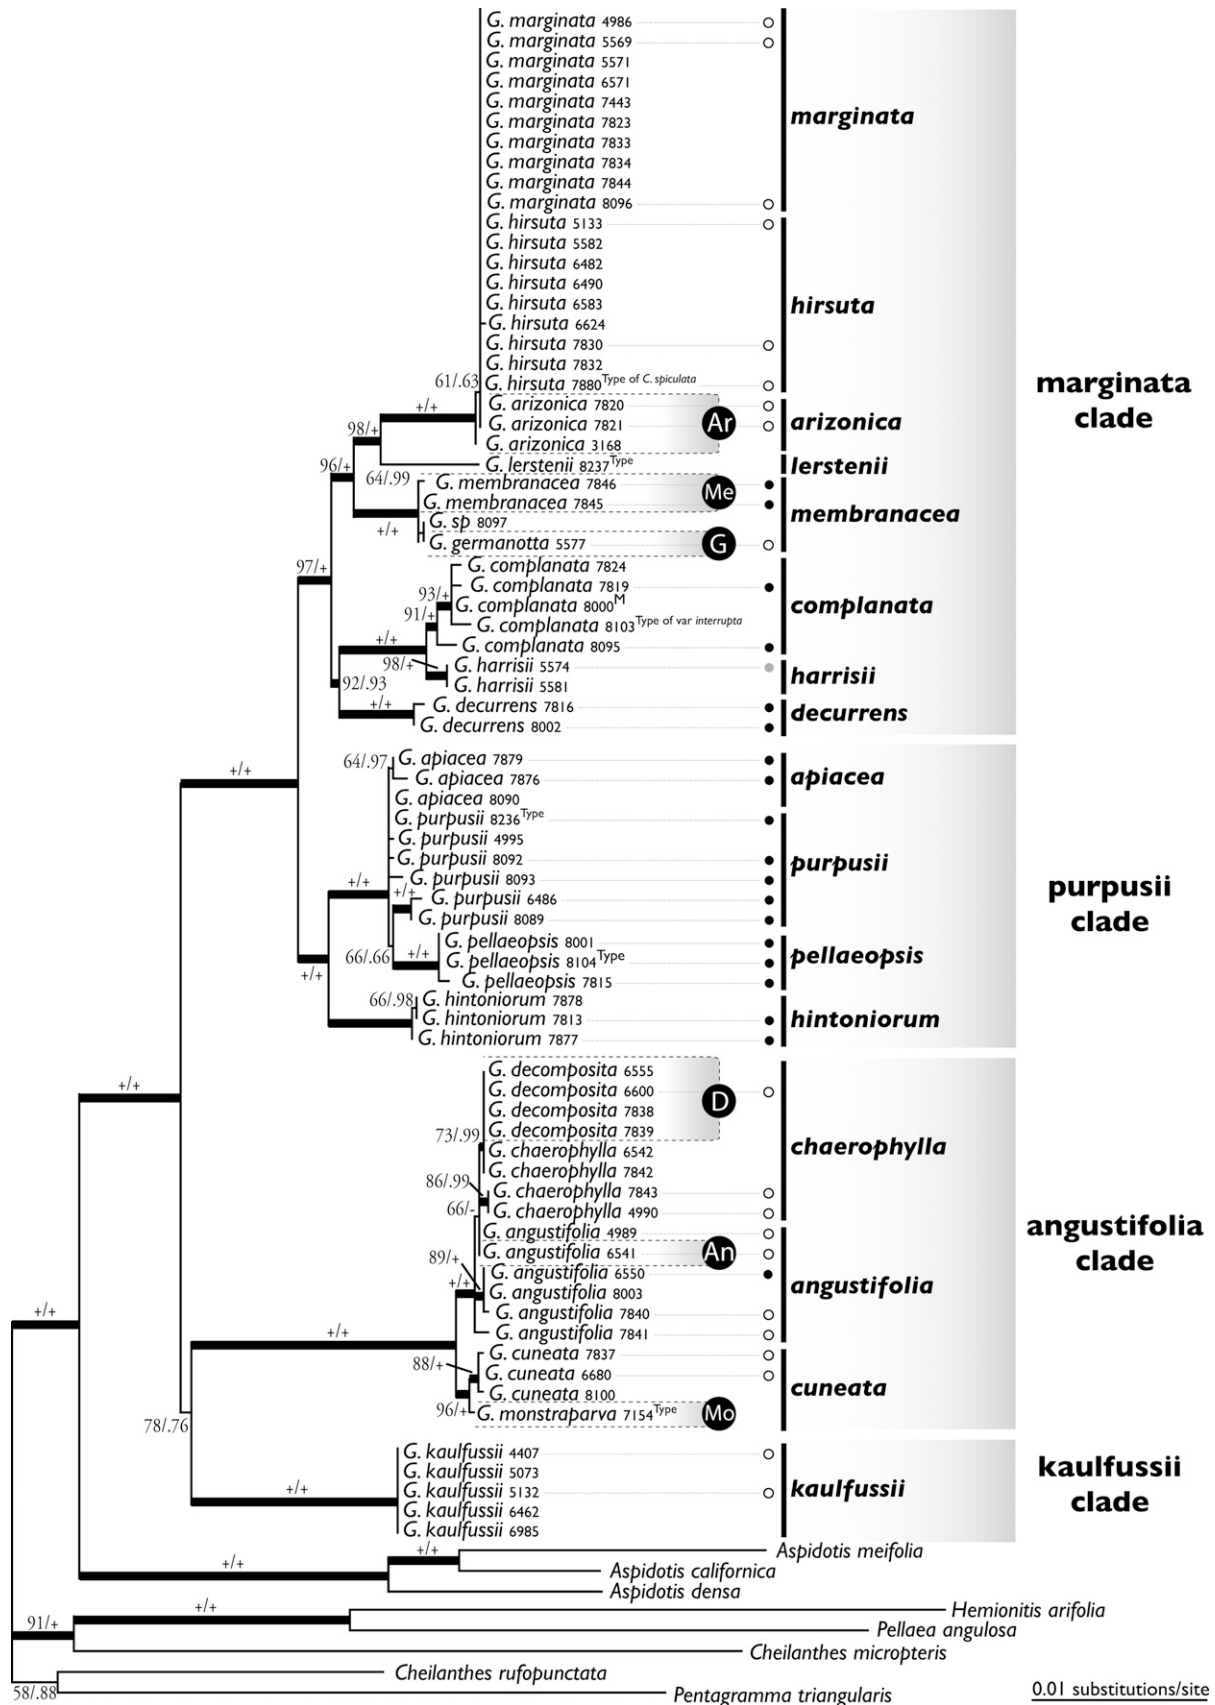 G. marginata 4986
G. marginata 5569
G. marginata 5571
G. marginata 6571
G. marginata 7443
marginata
G. marginata 7823
G. marginata 7833
G. marginata 7834
G. marginata 7844
G. marginata 8096
G. hirsuta 5133
G. hirsuta 5582
G. hirsuta 6482
G. hirsuta 6490
G. hirsuta 6583
hirsuta
G. hirsuta 6624
G. hirsuta 7830
G. hirsuta 7832
61/.63
G. hirsuta 7880 Type of C. spiculata
marginata
clade
+/+
G. arizonica 7820
G. arizonica 7821
Ar
arizonica
98/+
G. arizonica 3168
96/+
G. lerstenii 8237 Type
lerstenii
64/.99
G. membranacea 7846
Me
G. membranacea 7845
membranacea
+/+
G. sp 8097
G. germanotta 5577
G
97/+
G. complanata 7824
93/+
G. complanata 7819
G. complanata 8000 M
complanata
91/+
G. complanata 8103 Type of var interrupta
+/+
G. complanata 8095
98/+
G. harrisii 5574
harrisii
92/.93
G. harrisii 5581
+/+
G. decurrens 7816
decurrens
G. decurrens 8002
64/.97
G. apiacea 7879
+/+
G. apiacea 7876
apiacea
G. apiacea 8090
G. purpusii 8236 Type
G. purpusii 4995
G. purpusii 8092
purpusii
+/+
+/+
G. purpusii 8093
purpusii
clade
G. purpusii 6486
G. purpusii 8089
66/.66
+/+
G. pellaeopsis 8001
G. pellaeopsis 8104 Type
pellaeopsis
+/+
G. pellaeopsis 7815
66/.98
G. hintoniorum 7878
G. hintoniorum 7813
hintoniorum
G. hintoniorum 7877
G. decomposita 6555
+/+
G. decomposita 6600
D
G. decomposita 7838
73/.99
G. decomposita 7839
G. chaerophylla 6542
chaerophylla
G. chaerophylla 7842
86/.99
G. chaerophylla 7843
66/-
G. chaerophylla 4990
G. angustifolia 4989
angustifolia
clade
89/+
G. angustifolia 6541
An
+/+
G. angustifolia 6550
G. angustifolia 8003
angustifolia
+/+
G. angustifolia 7840
+/+
G. angustifolia 7841
G. cuneata 7837
88/+
G. cuneata 6680
G. cuneata 8100
cuneata
96/+
G. monstraparva 7154 Type
Mo
78/.76
G. kaulfussii 4407
G. kaulfussii 5073
kaulfussii
clade
+/+
G. kaulfussii 5132
kaulfussii
G. kaulfussii 6462
G. kaulfussii 6985
+/+
Aspidotis meifolia
+/+
Aspidotis californica
Aspidotis densa
+/+
Hemionitis arifolia
91/+
Pellaea angulosa
Cheilanthes micropteris
Cheilanthes rufopunctata
58/.88
Pentagramma triangularis
0.01 substitutions/site